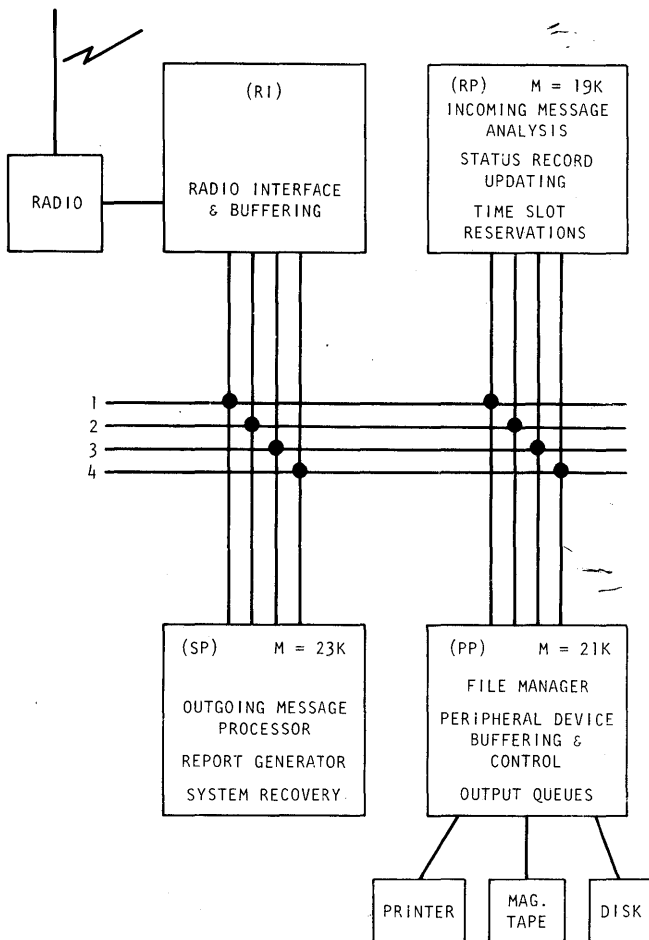 (RI)
RADIO INTERFACE
& BUFFERING
RADIO
(RP) M = 19K
INCOMING MESSAGE
ANALYSIS
STATUS RECORD
UPDATING
TIME SLOT
RESERVATIONS
1
2
3
4
(SP) M = 23K
OUTGOING MESSAGE
PROCESSOR
REPORT GENERATOR
SYSTEM RECOVERY
(PP) M = 21K
FILE MANAGER
PERIPHERAL DEVICE
BUFFERING &
CONTROL
OUTPUT QUEUES
PRINTER
MAG.
TAPE
DISK